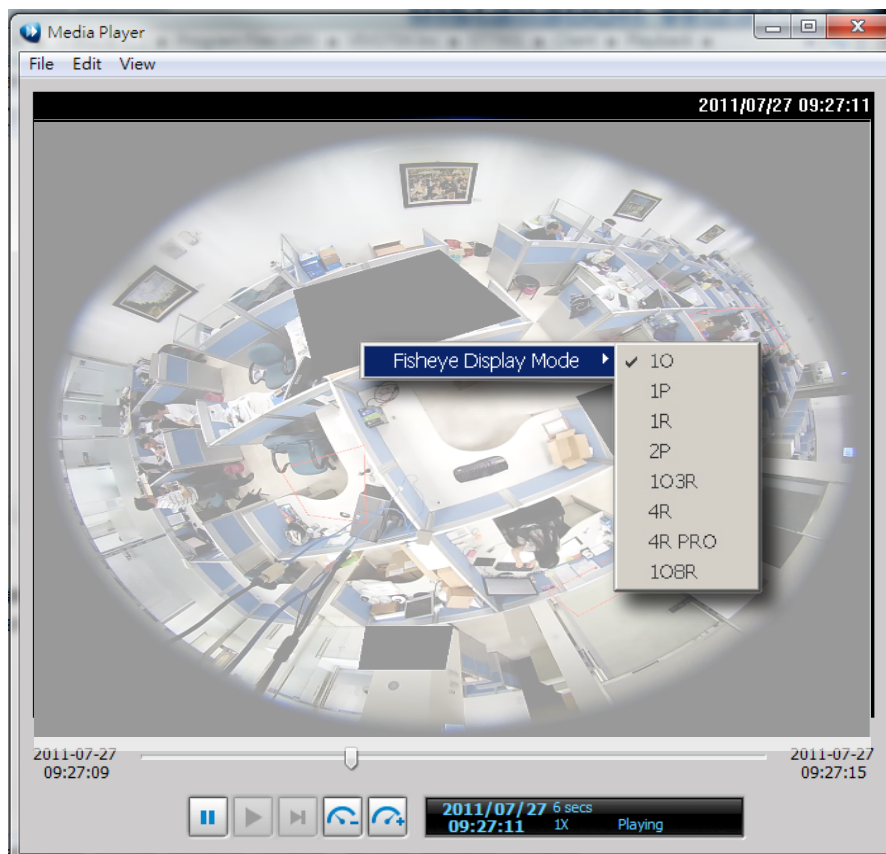 Media Player
File Edit View
2011/07/27 09:27:11
Fisheye Display Mode
1O
1P
1R
2P
1O3R
4R
4R PRO
1O8R
2011-07-27
09:27:09
2011-07-27
09:27:15
2011/07/27 6 secs
09:27:11 1X Playing